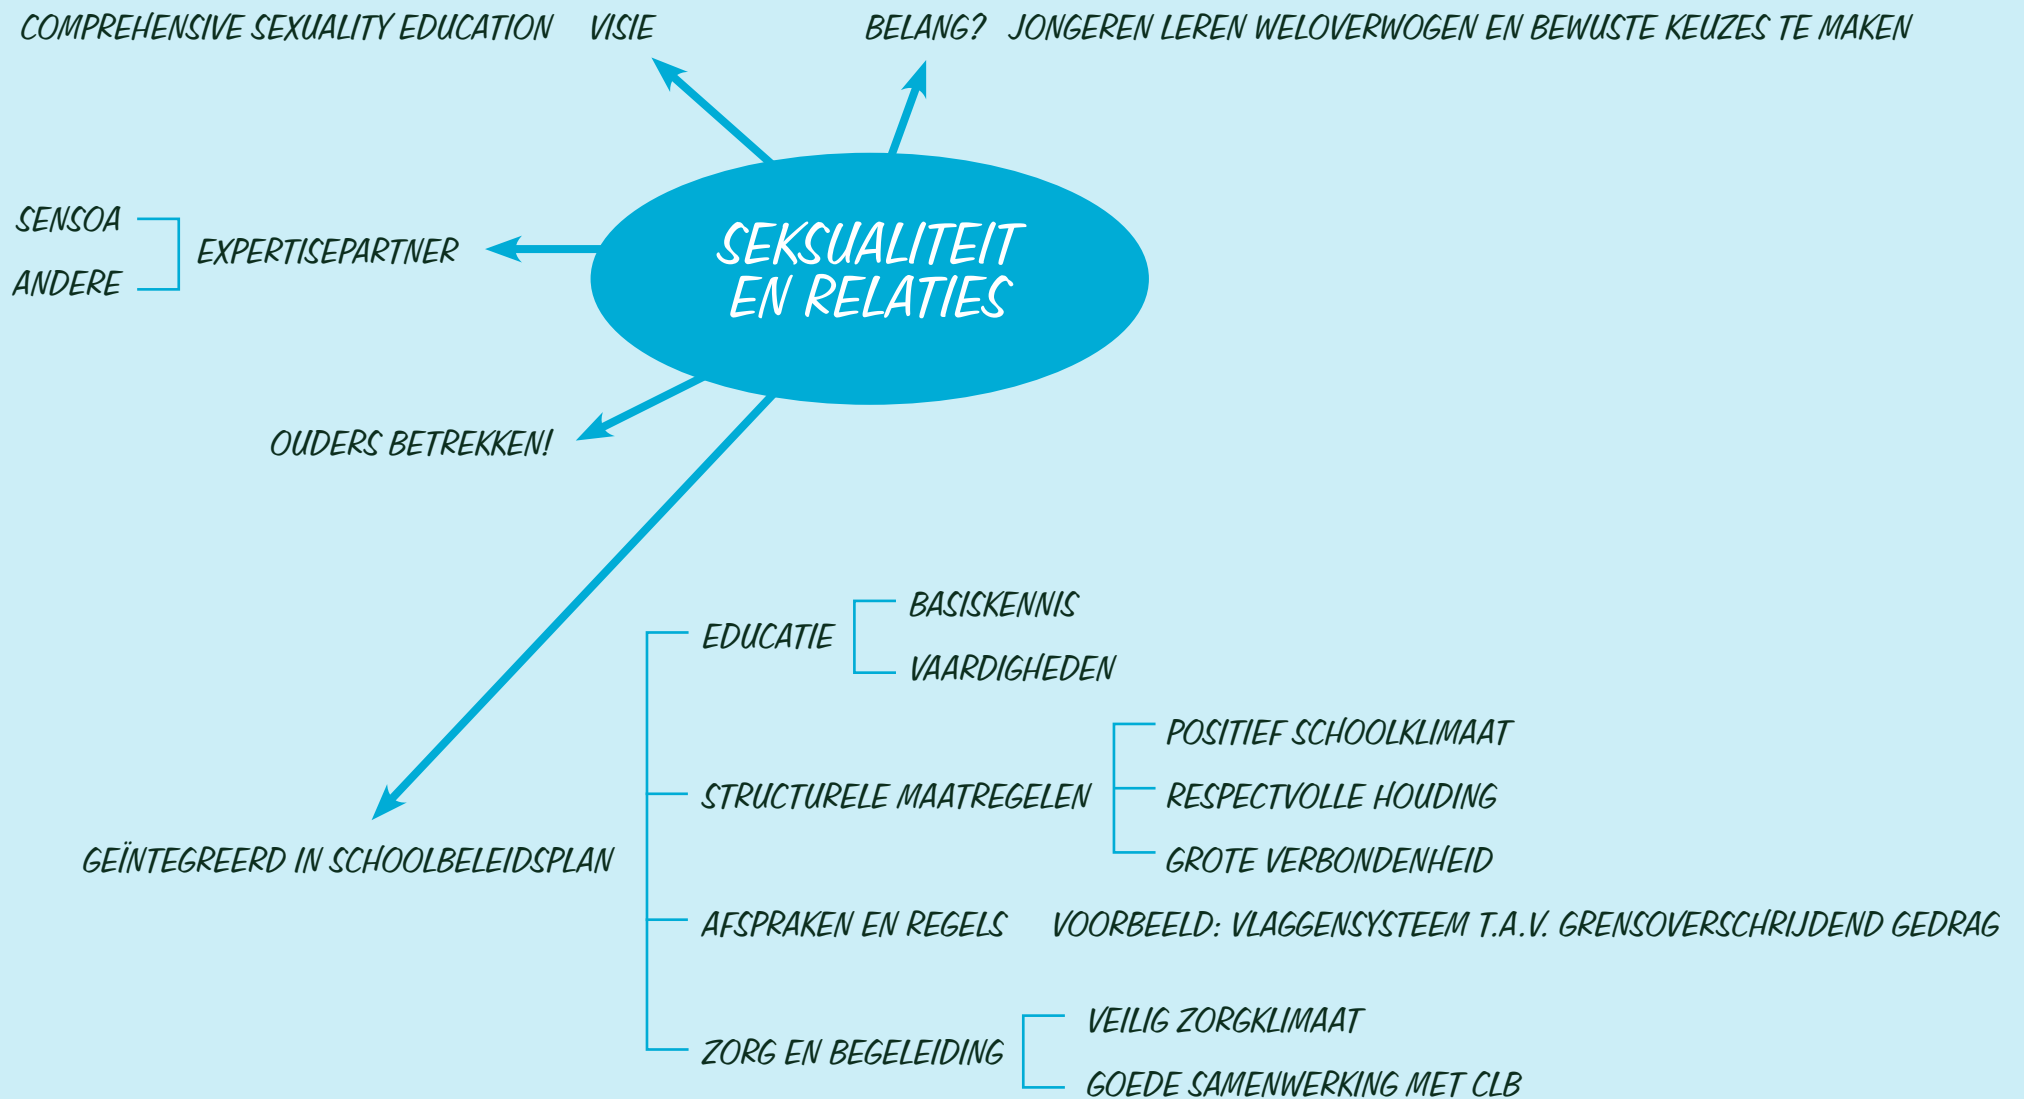 COMPREHENSIVE SEXUALITY EDUCATION VISIE
BELANG? JONGEREN LEREN WELOVERWOGEN EN BEWUSTE KEUZES TE MAKEN
SEKSUALITEIT
EN RELATIES
SENSOA
EXPERTISEPARTNER
ANDERE
OUDERS BETREKKEN!
GEÏNTEGREERD IN SCHOOLBELEIDSPLAN
EDUCATIE
BASISKENNIS
VAARDIGHEDEN
STRUCTURELE MAATREGELEN
POSITIEF SCHOOLKLIMAAT
RESPECTVOLLE HOUDING
GROTE VERBONDENHEID
AFSPRAKEN EN REGELS VOORBEELD: VLAGGENSYSTEEM T.A.V. GRENSOVERSCHRIJDEND GEDRAG
ZORG EN BEGELEIDING
VEILIG ZORGKLIMAAT
GOEDE SAMENWERKING MET CLB